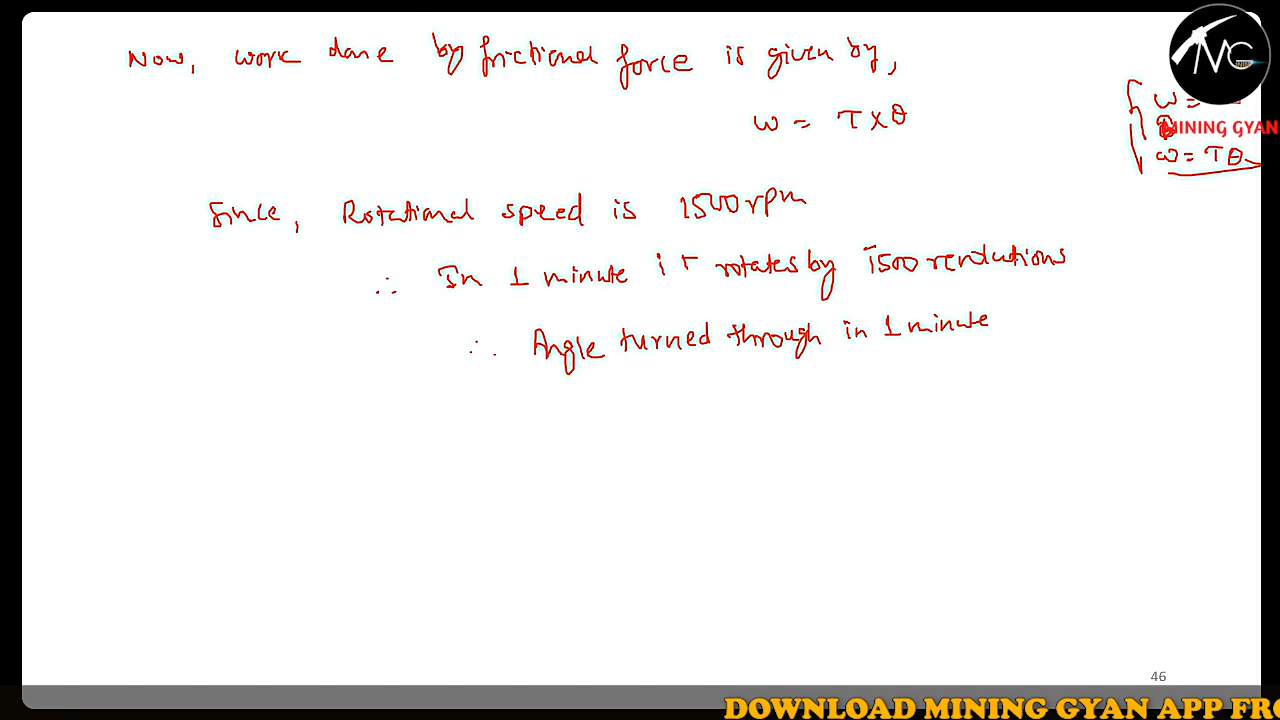 Now, work done by frictional force is given by,
W = T × θ
W =
W = Tθ
MINING GYAN
Since, Rotational speed is 1500 rpm
∴ In 1 minute it rotates by 1500 revolutions
∴ Angle turned through in 1 minute
46
DOWNLOAD MINING GYAN APP FRO